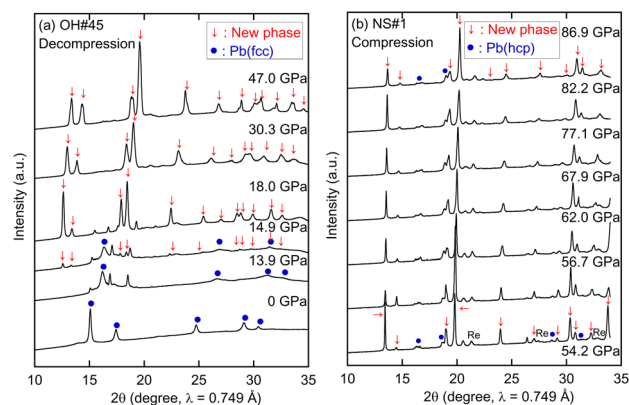 (a) OH#45
Decompression
↓ : New phase
● : Pb(fcc)
47.0 GPa
30.3 GPa
18.0 GPa
14.9 GPa
13.9 GPa
0 GPa
Intensity (a.u.)
10 15 20 25 30 35
2θ (degree, λ = 0.749 Å)
(b) NS#1
Compression
↓ : New phase
● : Pb(hcp)
86.9 GPa
82.2 GPa
77.1 GPa
67.9 GPa
62.0 GPa
56.7 GPa
Re Re Re
54.2 GPa
Intensity (a.u.)
10 15 20 25 30 35
2θ (degree, λ = 0.749 Å)